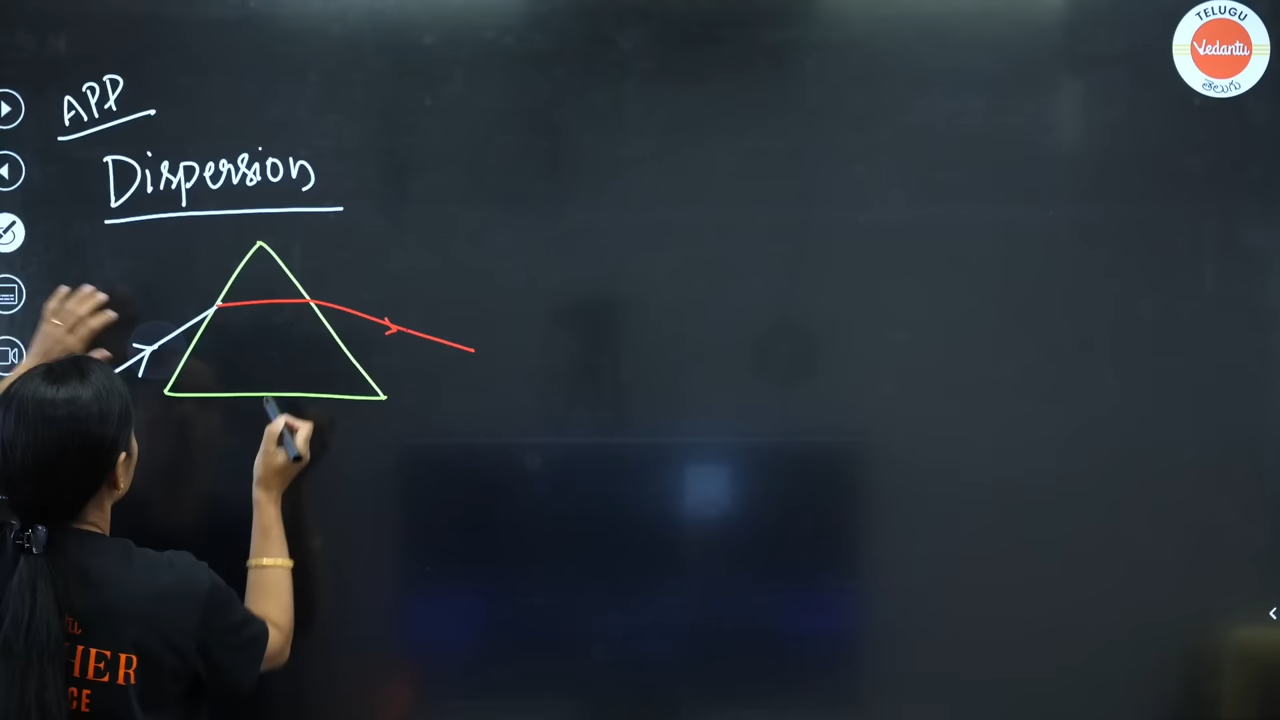 TELUGU
Vedantu
తెలుగు
APP
Dispersion
HER
CE